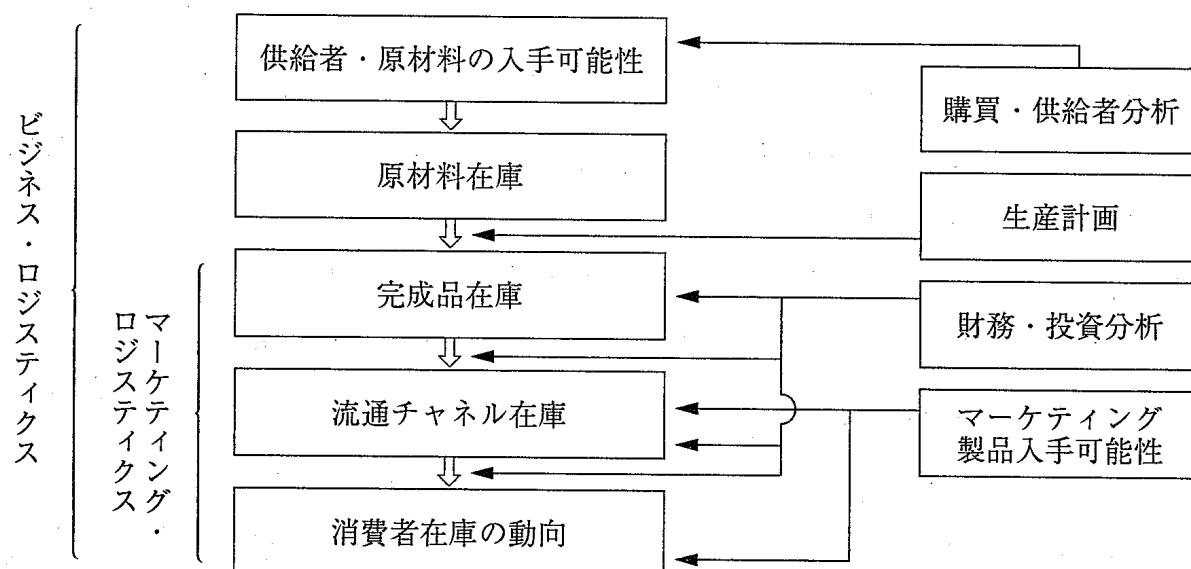 ビジネス・ロジスティクス
マーケティング・
ロジスティクス
供給者・原材料の入手可能性
原材料在庫
完成品在庫
流通チャネル在庫
消費者在庫の動向
購買・供給者分析
生産計画
財務・投資分析
マーケティング
製品入手可能性